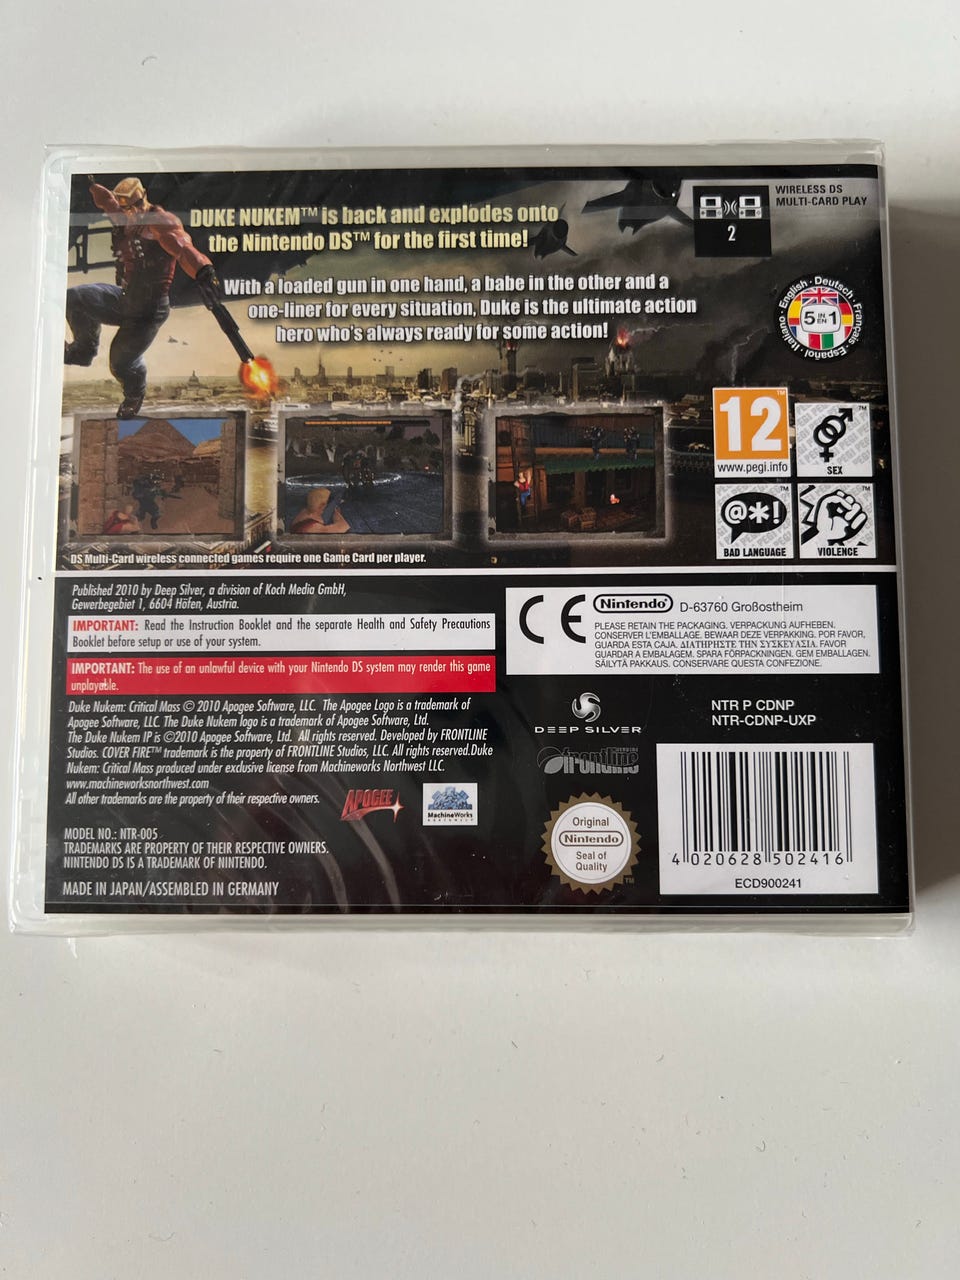 DUKE NUKEM™ is back and explodes onto
the Nintendo DS™ for the first time!
With a loaded gun in one hand, a babe in the other and a
one-liner for every situation, Duke is the ultimate action
hero who's always ready for some action!
WIRELESS DS
MULTI-CARD PLAY
2
English · Deutsch · Français · Español · Italiano ·
5 IN EN 1
12
www.pegi.info
SEX
@*!
BAD LANGUAGE
VIOLENCE
DS Multi-Card wireless connected games require one Game Card per player.
Published 2010 by Deep Silver, a division of Koch Media GmbH,
Gewerbegebiet 1, 6604 Höfen, Austria.
IMPORTANT: Read the Instruction Booklet and the separate Health and Safety Precautions
Booklet before setup or use of your system.
IMPORTANT: The use of an unlawful device with your Nintendo DS system may render this game
unplayable.
Duke Nukem: Critical Mass © 2010 Apogee Software, LLC. The Apogee Logo is a trademark of
Apogee Software, LLC. The Duke Nukem logo is a trademark of Apogee Software, Ltd.
The Duke Nukem IP is ©2010 Apogee Software, Ltd. All rights reserved. Developed by FRONTLINE
Studios. COVER FIRE™ trademark is the property of FRONTLINE Studios, LLC. All rights reserved.Duke
Nukem: Critical Mass produced under exclusive license from Machineworks Northwest LLC.
www.machineworksnorthwest.com
All other trademarks are the property of their respective owners.
APOGEE
MachineWorks
NORTHWEST
MODEL NO.: NTR-005
TRADEMARKS ARE PROPERTY OF THEIR RESPECTIVE OWNERS.
NINTENDO DS IS A TRADEMARK OF NINTENDO.
MADE IN JAPAN/ASSEMBLED IN GERMANY
CE
Nintendo® D-63760 Großostheim
PLEASE RETAIN THE PACKAGING. VERPACKUNG AUFHEBEN.
CONSERVER L'EMBALLAGE. BEWAAR DEZE VERPAKKING. POR FAVOR,
GUARDA ESTA CAJA. ΔΙΑΤΗΡΗΣΤΕ ΤΗΝ ΣΥΣΚΕΥΑΣΙΑ. FAVOR
GUARDAR A EMBALAGEM. SPARA FÖRPACKNINGEN. GEM EMBALLAGEN.
SÄILYTÄ PAKKAUS. CONSERVARE QUESTA CONFEZIONE.
DEEP SILVER
frontline
NTR P CDNP
NTR-CDNP-UXP
Original
Nintendo
Seal of
Quality
™
4 020628 502416
ECD900241